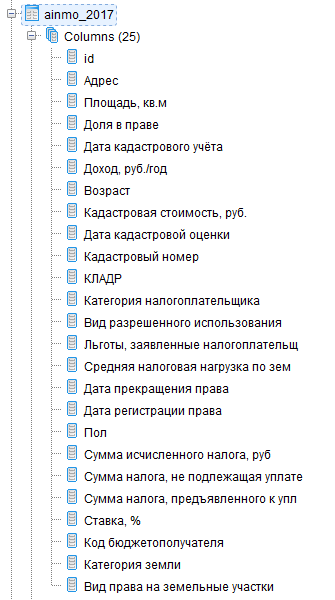 ainmo_2017
Columns (25)
id
Адрес
Площадь, кв.м
Доля в праве
Дата кадастрового учёта
Доход, руб./год
Возраст
Кадастровая стоимость, руб.
Дата кадастровой оценки
Кадастровый номер
КЛАДР
Категория налогоплательщика
Вид разрешенного использования
Льготы, заявленные налогоплательщ
Средняя налоговая нагрузка по зем
Дата прекращения права
Дата регистрации права
Пол
Сумма исчисленного налога, руб
Сумма налога, не подлежащая уплате
Сумма налога, предъявленного к упл
Ставка, %
Код бюджетополучателя
Категория земли
Вид права на земельные участки